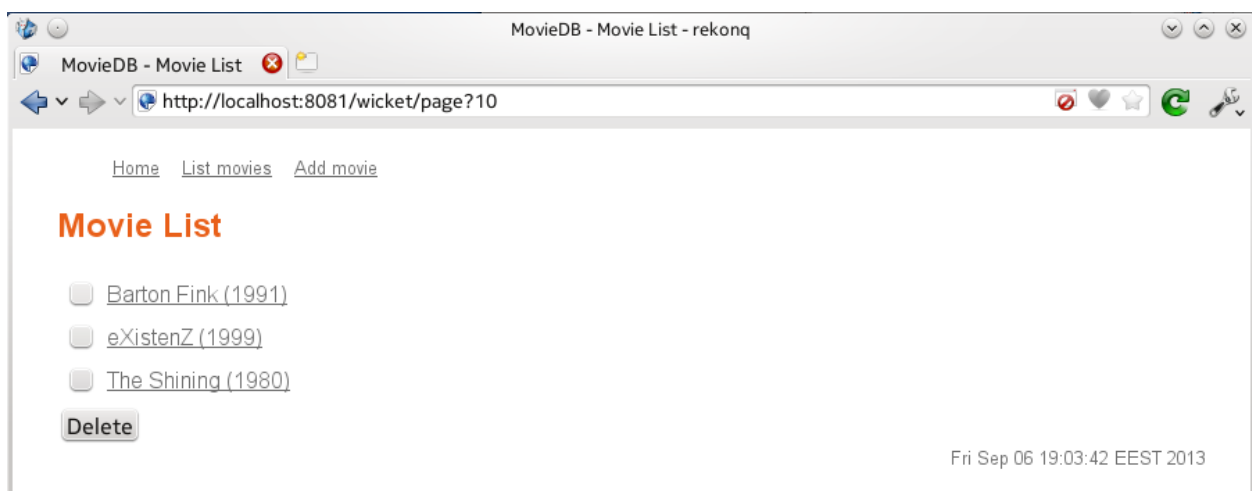 MovieDB - Movie List - rekonq
MovieDB - Movie List
http://localhost:8081/wicket/page?10
Home List movies Add movie
Movie List
Barton Fink (1991)
eXistenZ (1999)
The Shining (1980)
Delete
Fri Sep 06 19:03:42 EEST 2013